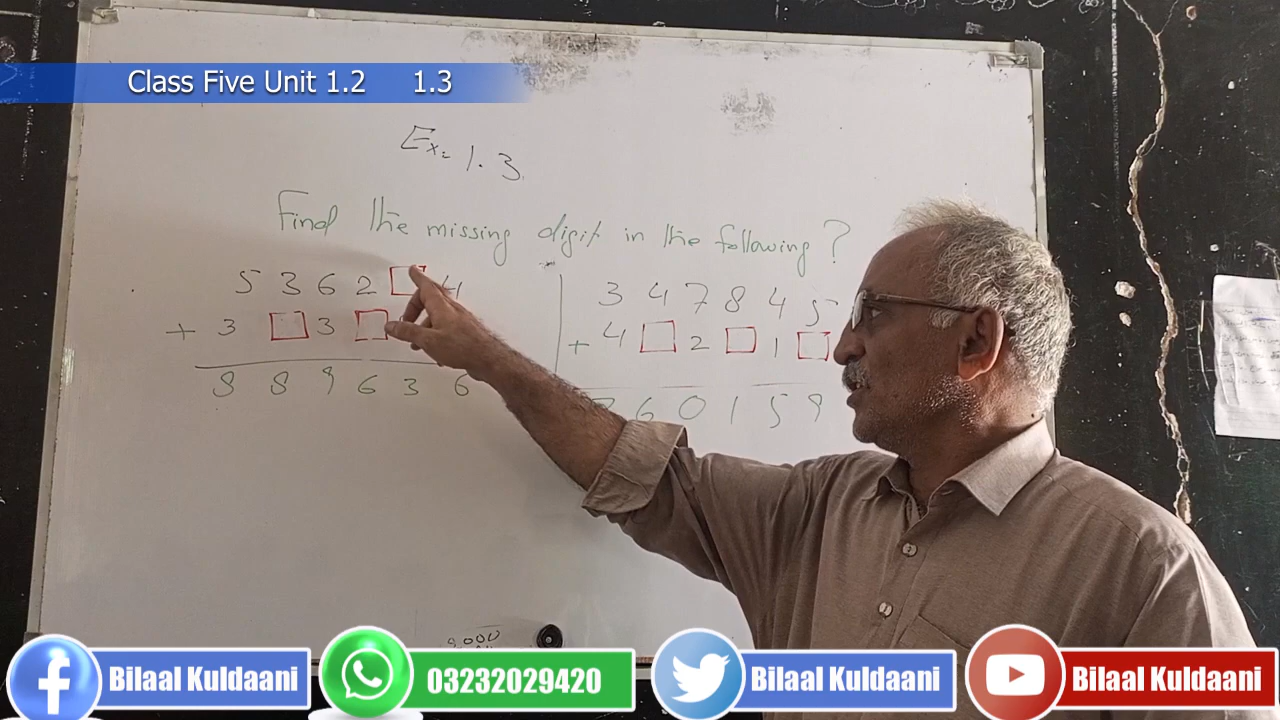 Class Five Unit 1.2 1.3
Ex: 1.3
Find the missing digit in the following?
5 3 6 2 □ 4
+ 3 □ 3 □
8 8 9 6 3 6
3 4 7 8 4 5
+ 4 □ 2 □ 1 □
6 0 1 5 9
Bilaal Kuldaani
03232029420
Bilaal Kuldaani
Bilaal Kuldaani